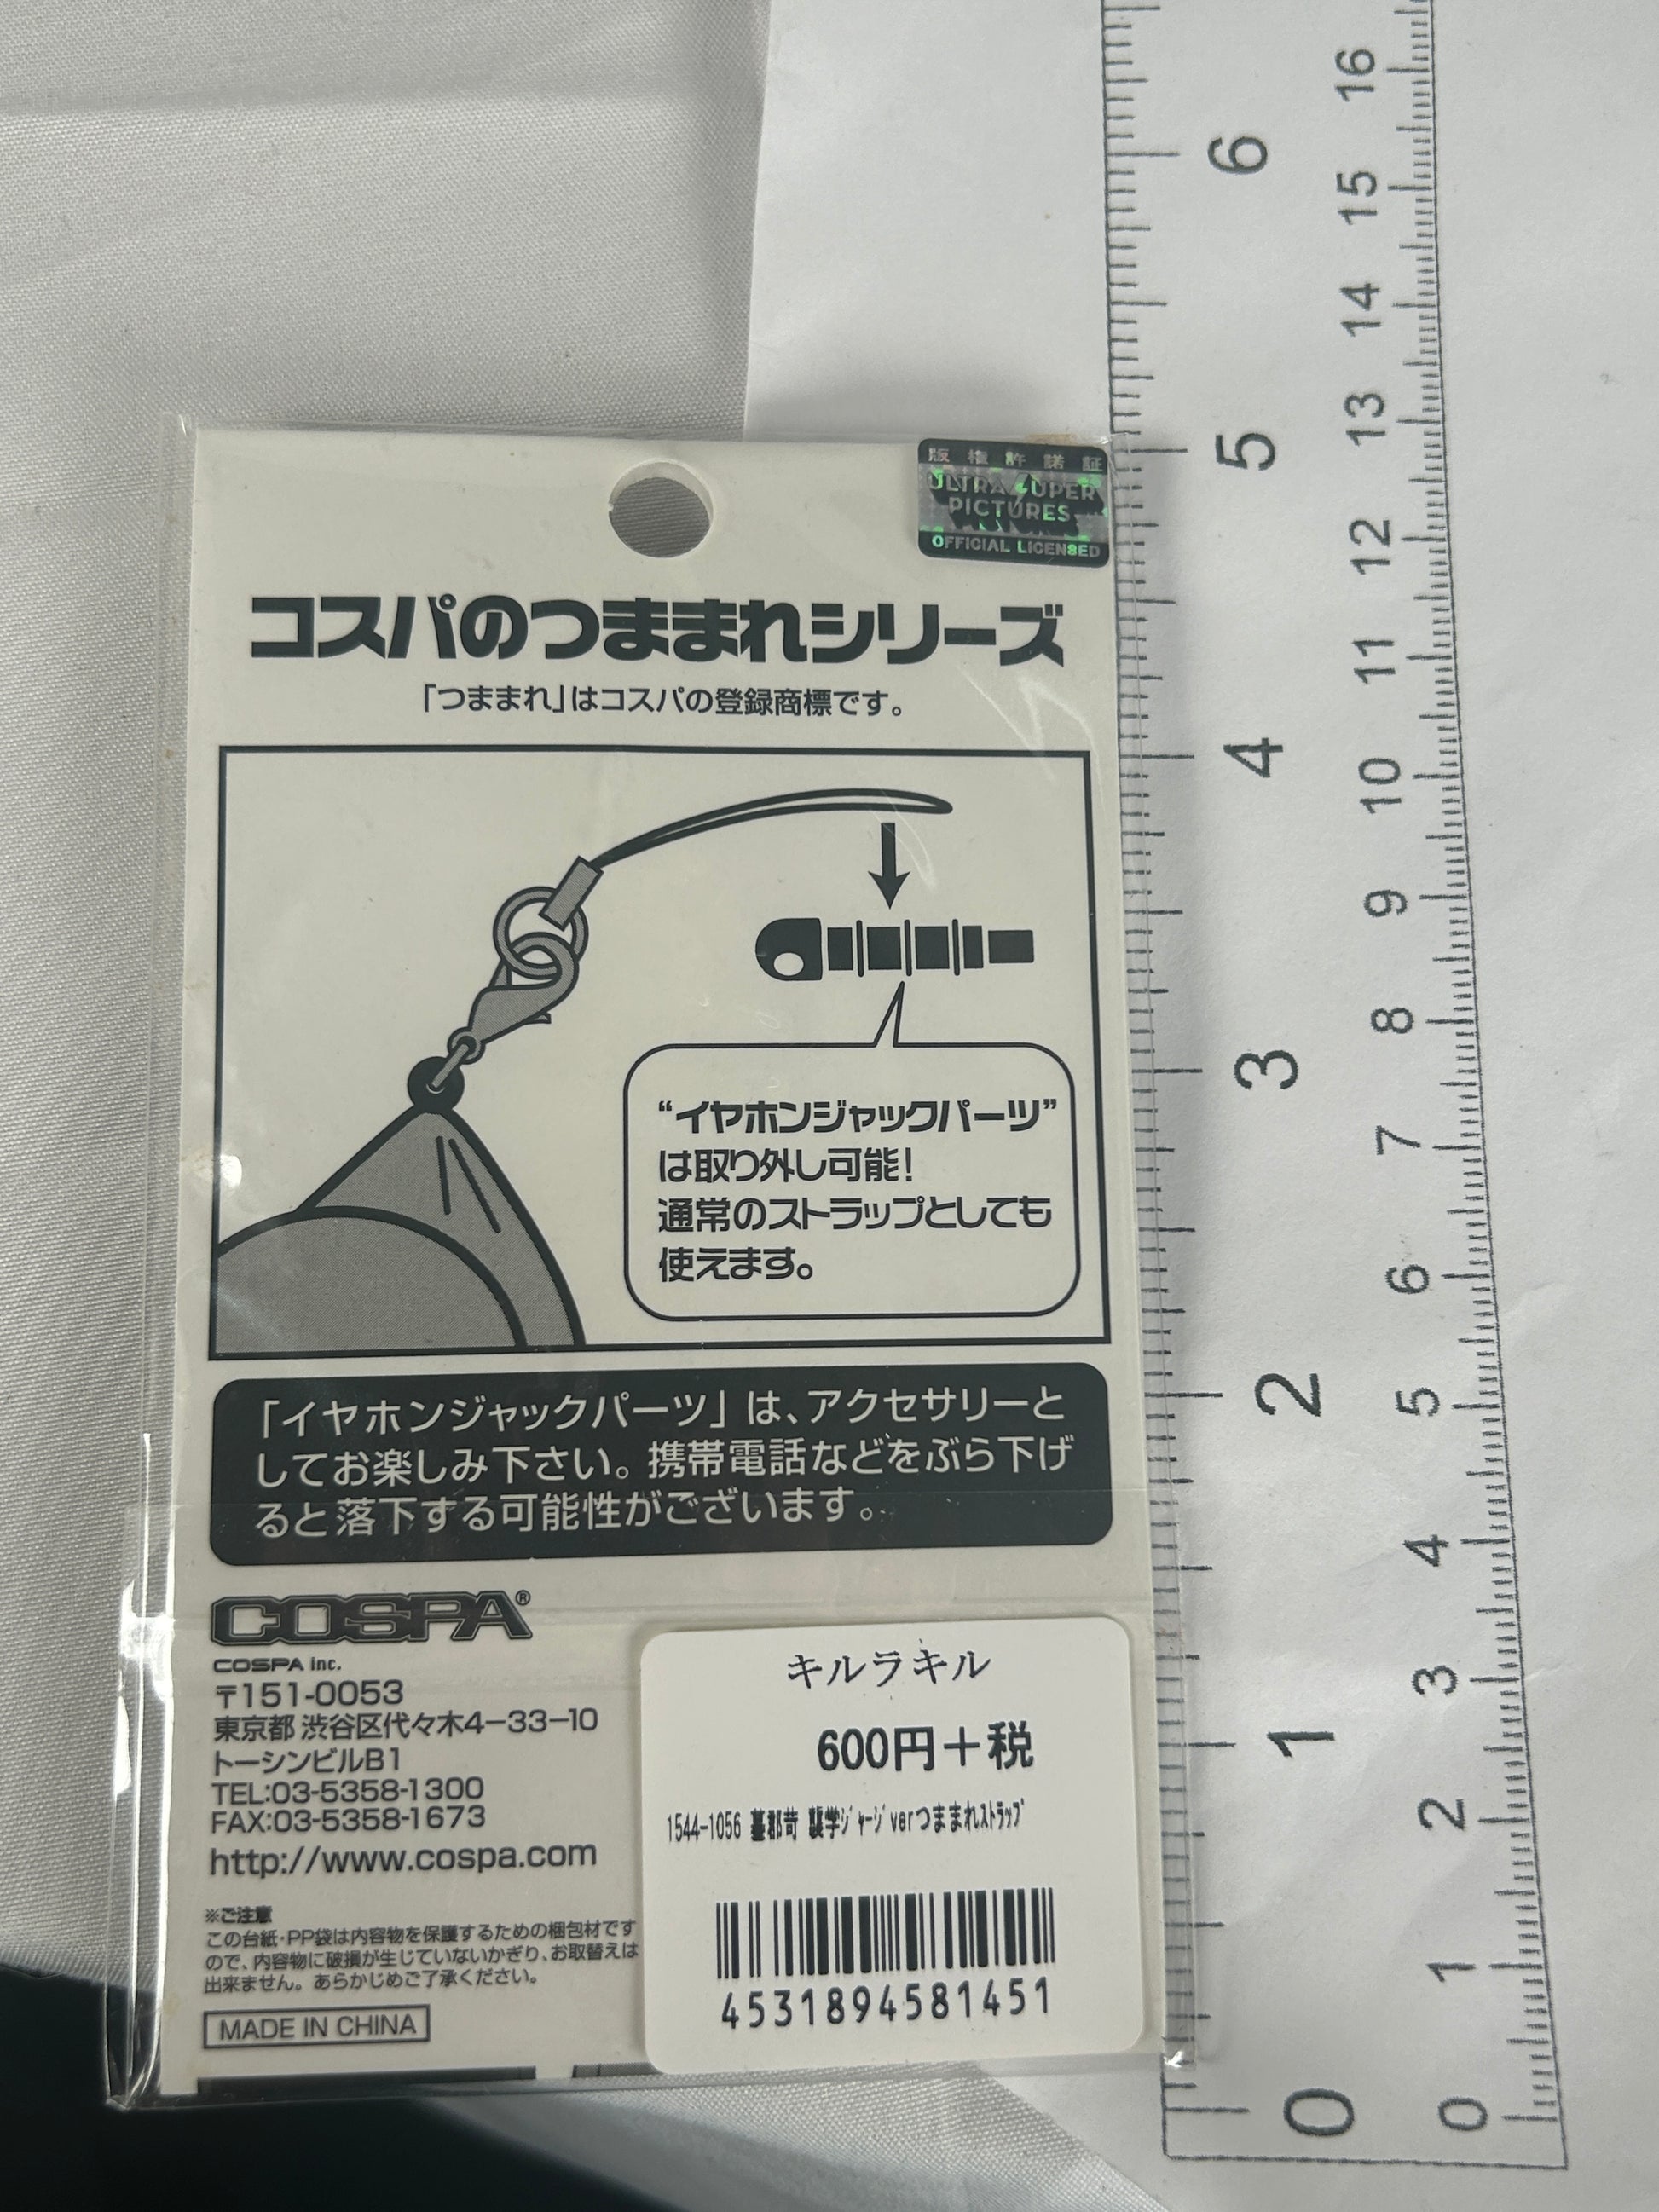 版権許諾証
ULTRA SUPER
PICTURES
OFFICIAL LICENSED
コスパのつままれシリーズ
「つままれ」はコスパの登録商標です。
“イヤホンジャックパーツ”
は取り外し可能!
通常のストラップとしても
使えます。
「イヤホンジャックパーツ」は、アクセサリーと
してお楽しみ下さい。携帯電話などをぶら下げ
ると落下する可能性がございます。
COSPA®
COSPA inc.
〒151-0053
東京都 渋谷区代々木4-33-10
トーシンビルB1
TEL:03-5358-1300
FAX:03-5358-1673
http://www.cospa.com
※ご注意
この台紙・PP袋は内容物を保護するための梱包材です
ので、内容物に破損が生じていないかぎり、お取替えは
出来ません。あらかじめご了承ください。
MADE IN CHINA
キルラキル
600円+税
1544-1056 蟇郡苛 襲学ジャージverつままれストラップ
4531894581451
6
5
4
3
2
1
0
16
15
14
13
12
11
10
9
8
7
6
5
4
3
2
1
0